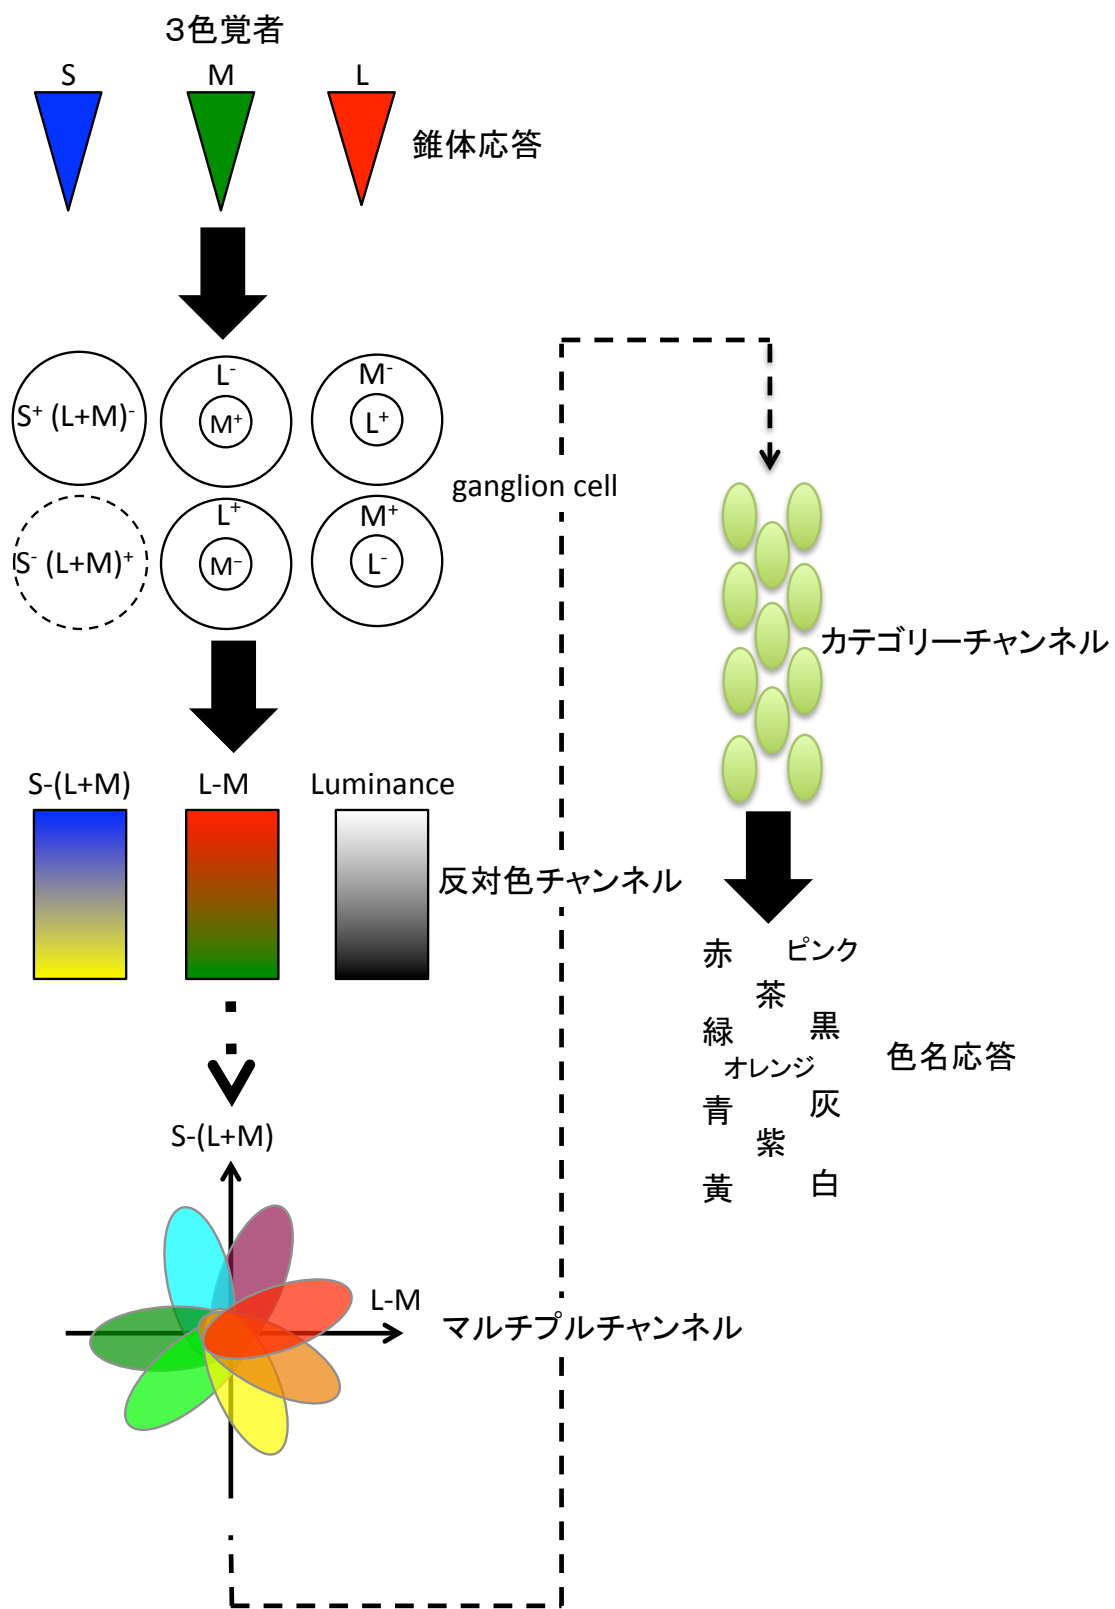 ３色覚者
S M L
錐体応答
S⁺ (L+M)⁻
L⁻
M⁺
M⁻
L⁺
ganglion cell
S⁻ (L+M)⁺
L⁺
M⁻
M⁺
L⁻
S-(L+M) L-M Luminance
反対色チャンネル
S-(L+M)
L-M
マルチプルチャンネル
カテゴリーチャンネル
赤 ピンク
茶
緑 黒
オレンジ
青 灰
紫
黃 白
色名応答